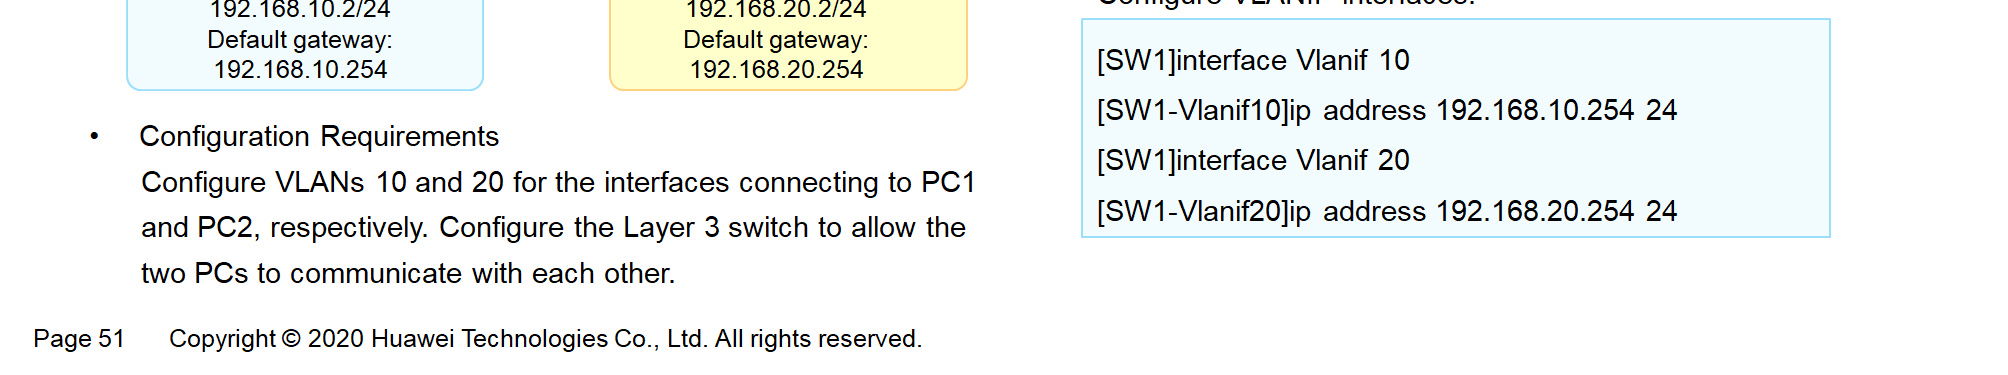 192.168.10.2/24
Default gateway:
192.168.10.254
192.168.20.2/24
Default gateway:
192.168.20.254
• Configuration Requirements
Configure VLANs 10 and 20 for the interfaces connecting to PC1
and PC2, respectively. Configure the Layer 3 switch to allow the
two PCs to communicate with each other.
Configure VLANIF interfaces.
[SW1]interface Vlanif 10
[SW1-Vlanif10]ip address 192.168.10.254 24
[SW1]interface Vlanif 20
[SW1-Vlanif20]ip address 192.168.20.254 24
Page 51 Copyright © 2020 Huawei Technologies Co., Ltd. All rights reserved.